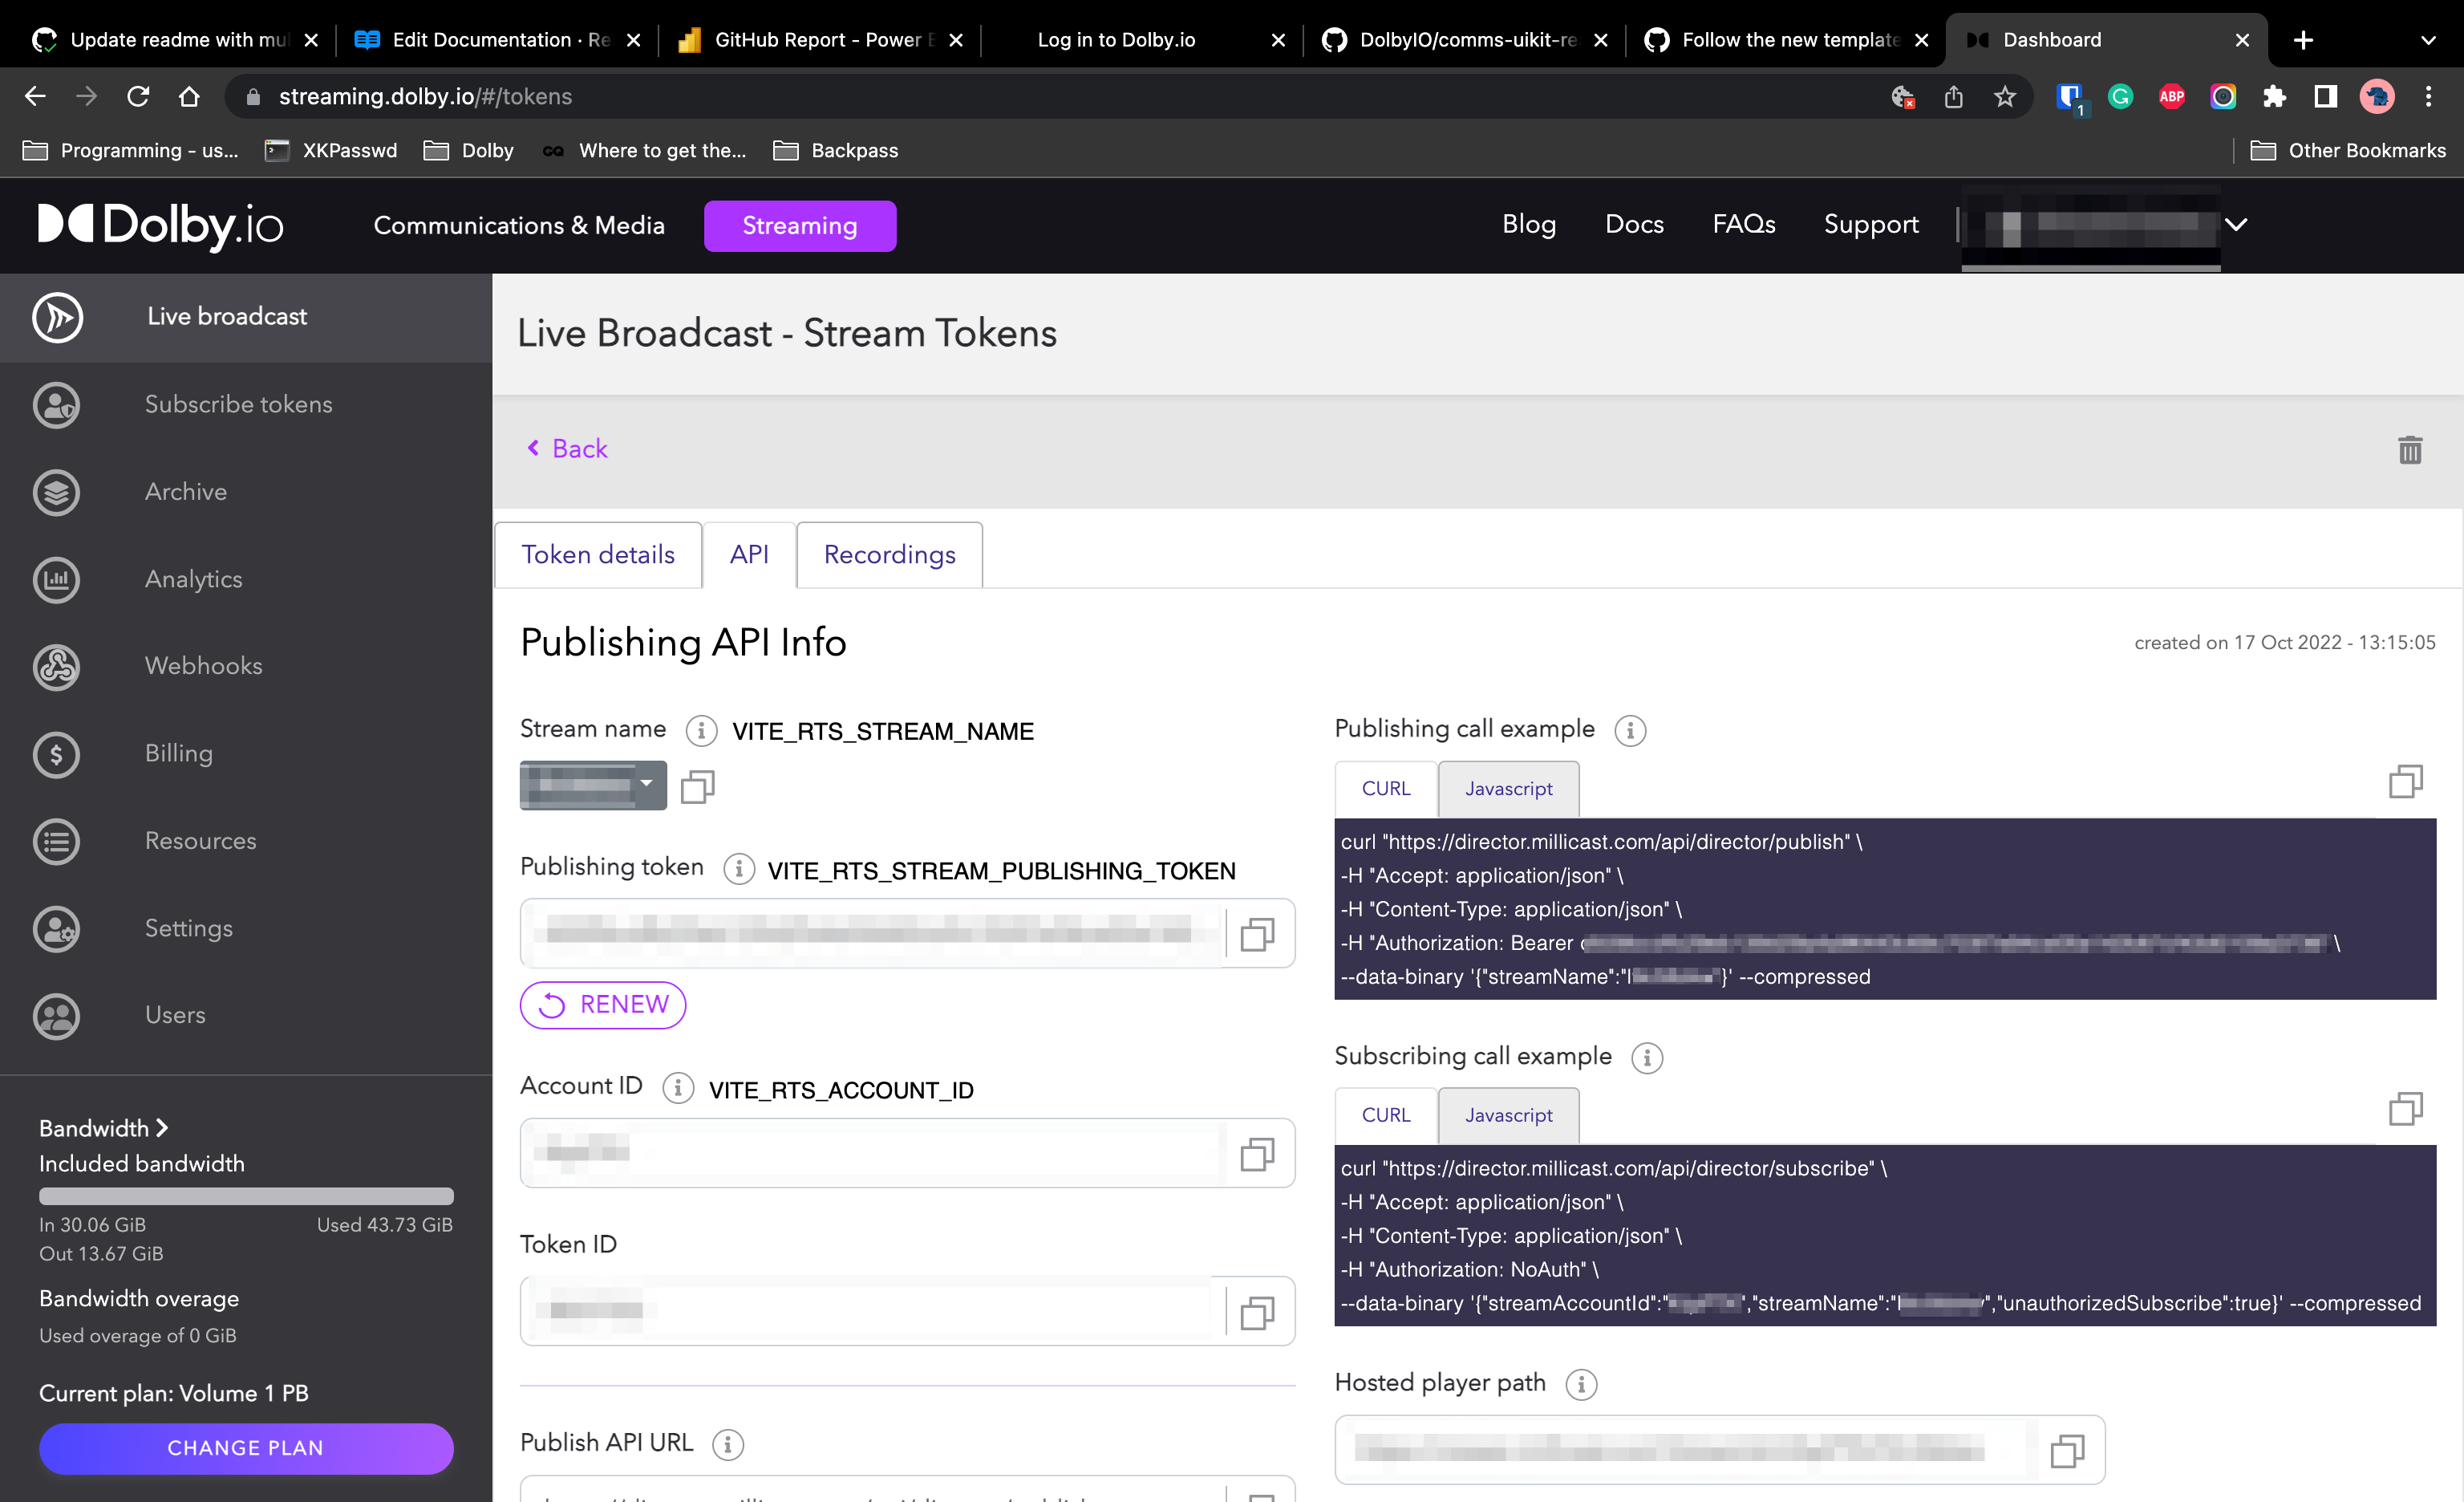 Update readme with mul
Edit Documentation · Re
GitHub Report - Power
Log in to Dolby.io
DolbyIO/comms-uikit-re
Follow the new template
Dashboard
streaming.dolby.io/#/tokens
1
ABP
Programming – us...
XKPasswd
Dolby
GQ
Where to get the...
Backpass
Other Bookmarks
Dolby.io
Communications & Media
Streaming
Blog
Docs
FAQs
Support
Live broadcast
Subscribe tokens
Archive
Analytics
Webhooks
Billing
Resources
Settings
Users
Bandwidth
Included bandwidth
In 30.06 GiB
Used 43.73 GiB
Out 13.67 GiB
Bandwidth overage
Used overage of 0 GiB
Current plan: Volume 1 PB
CHANGE PLAN
Live Broadcast - Stream Tokens
Back
Token details
API
Recordings
Publishing API Info
created on 17 Oct 2022 - 13:15:05
Stream name
VITE_RTS_STREAM_NAME
Publishing token
VITE_RTS_STREAM_PUBLISHING_TOKEN
RENEW
Account ID
VITE_RTS_ACCOUNT_ID
Token ID
Publish API URL
Publishing call example
CURL
Javascript
curl "https://director.millicast.com/api/director/publish" \
-H "Accept: application/json" \
-H "Content-Type: application/json" \
-H "Authorization: Bearer \
--data-binary '{"streamName":" "}' --compressed
Subscribing call example
CURL
Javascript
curl "https://director.millicast.com/api/director/subscribe" \
-H "Accept: application/json" \
-H "Content-Type: application/json" \
-H "Authorization: NoAuth" \
--data-binary '{"streamAccountId":" ","streamName":" ","unauthorizedSubscribe":true}' --compressed
Hosted player path